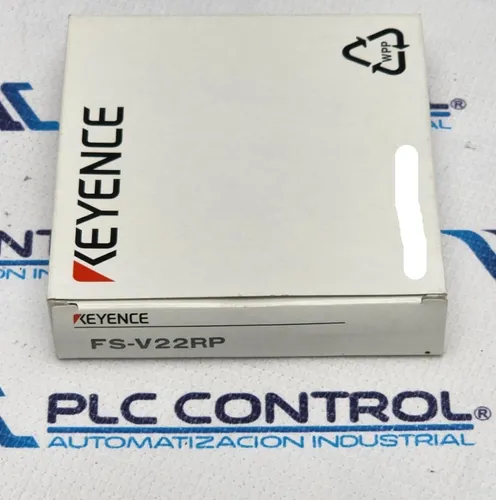 WPP
KEYENCE
KEYENCE
FS-V22RP
PLC CONTROL®
AUTOMATIZACION INDUSTRIAL